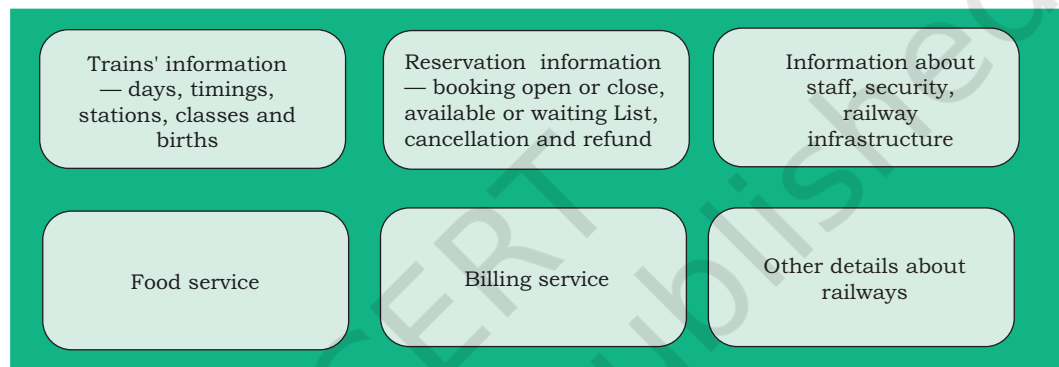 Trains' information
— days, timings,
stations, classes and
births
Reservation information
— booking open or close,
available or waiting List,
cancellation and refund
Information about
staff, security,
railway
infrastructure
Food service
Billing service
Other details about
railways